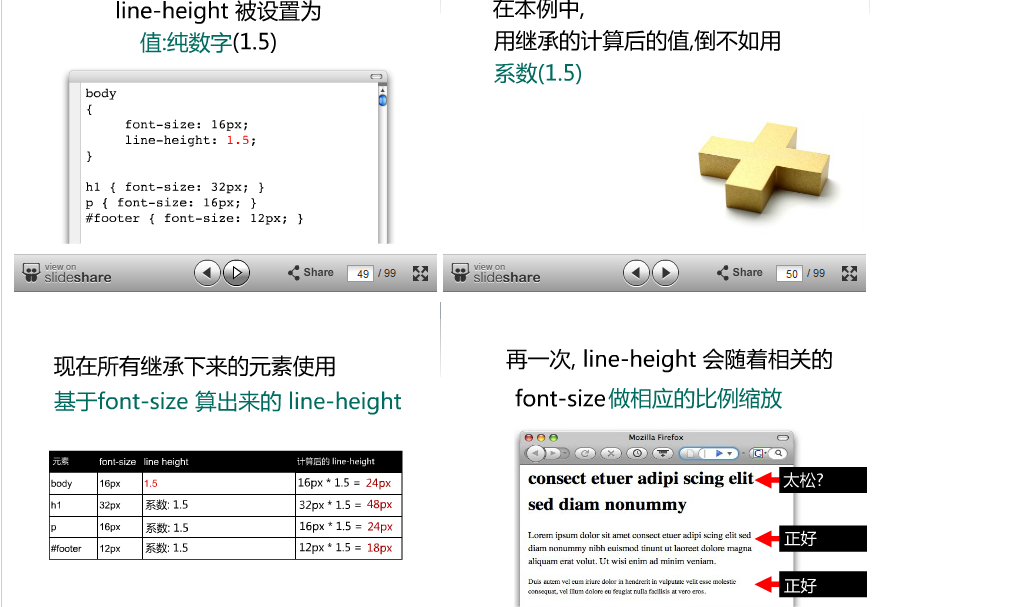 line-height 被设置为
值:纯数字(1.5)
body
{
font-size: 16px;
line-height: 1.5;
}
h1 { font-size: 32px; }
p { font-size: 16px; }
#footer { font-size: 12px; }
view on
slideshare
Share
49 / 99
在本例中,
用继承的计算后的值,倒不如用
系数(1.5)
view on
slideshare
Share
50 / 99
现在所有继承下来的元素使用
基于font-size 算出来的 line-height
元素 font-size line height 计算后的 line-height
body 16px 1.5 16px * 1.5 = 24px
h1 32px 系数: 1.5 32px * 1.5 = 48px
p 16px 系数: 1.5 16px * 1.5 = 24px
#footer 12px 系数: 1.5 12px * 1.5 = 18px
再一次, line-height 会随着相关的
font-size做相应的比例缩放
Mozilla Firefox
consect etuer adipi scing elit
sed diam nonummy
太松?
Lorem ipsum dolor sit amet consect etuer adipi scing elit sed
diam nonummy nibh euismod tinunt ut laoreet dolore magna
aliquam erat volut. Ut wisi enim ad minim veniam.
正好
Duis autem vel eum iriure dolor in hendrerit in vulputate velit esse molestie
consequat, vel illum dolore eu feugiat nulla facilisis at vero eros.
正好